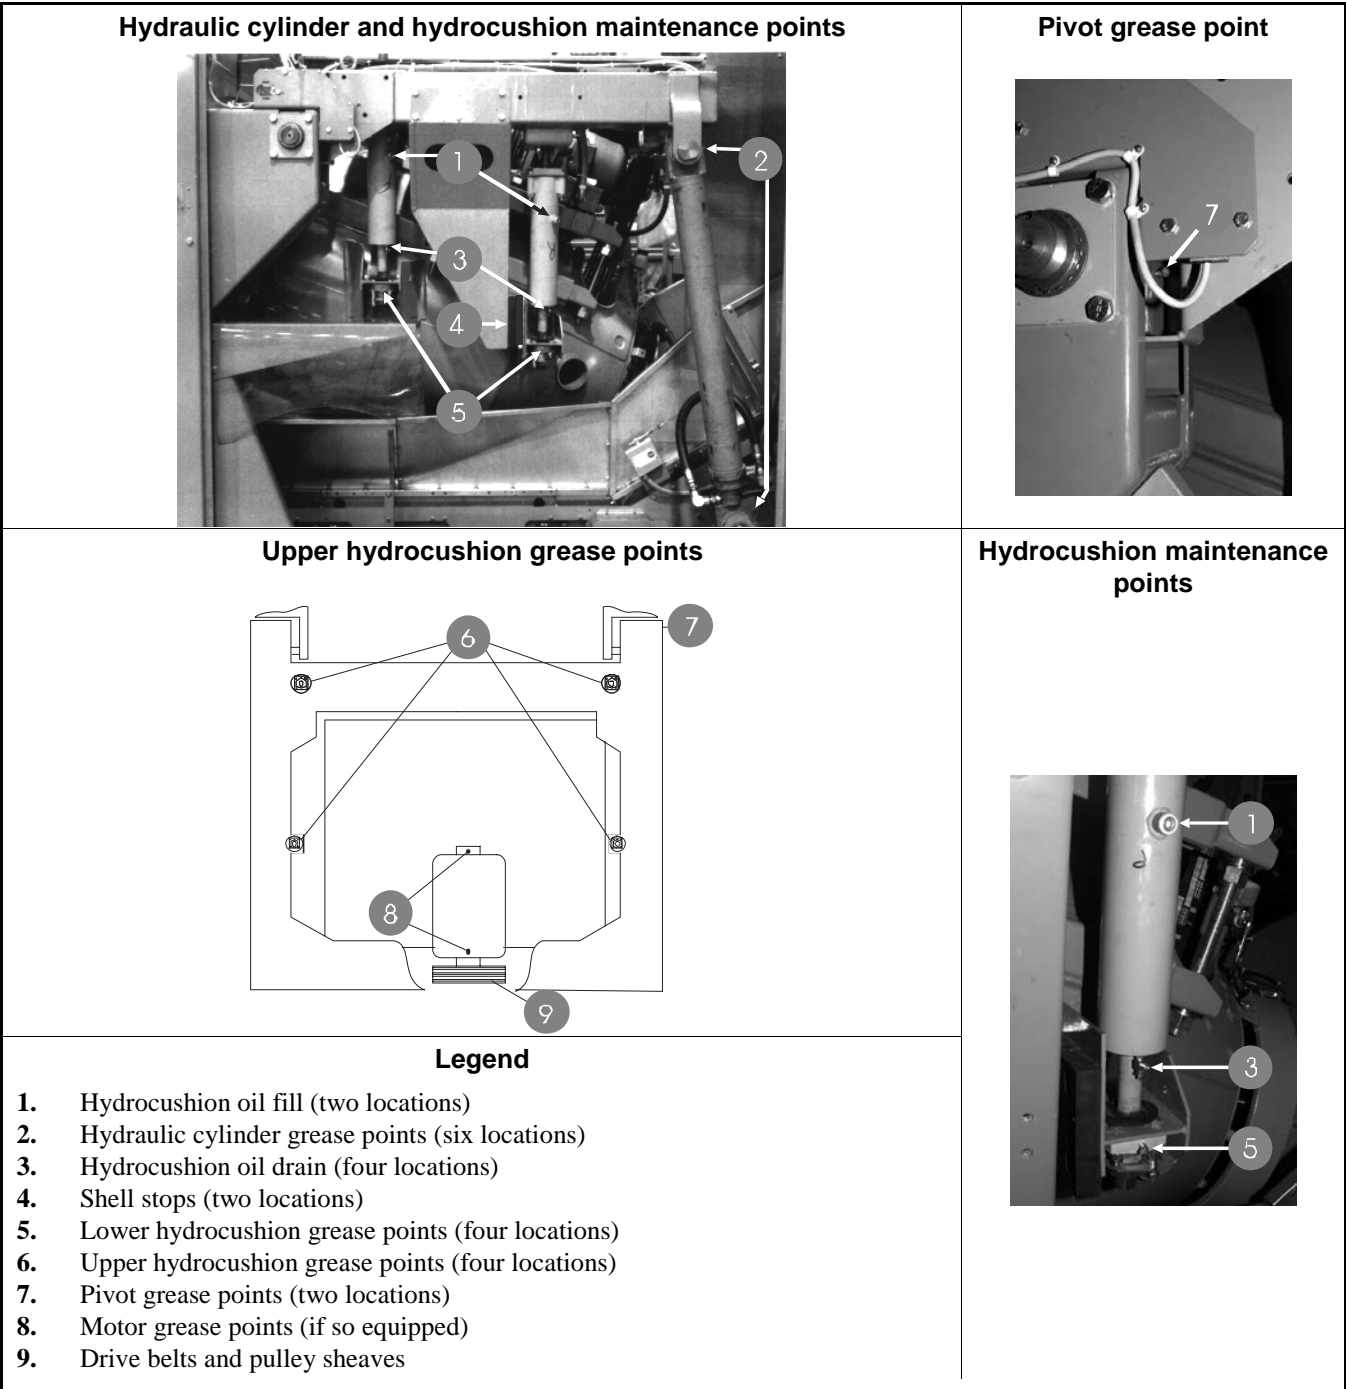 Hydraulic cylinder and hydrocushion maintenance points
1
2
3
4
5
Pivot grease point
7
Upper hydrocushion grease points
6
7
8
9
Hydrocushion maintenance
points
1
3
5
Legend
1. Hydrocushion oil fill (two locations)
2. Hydraulic cylinder grease points (six locations)
3. Hydrocushion oil drain (four locations)
4. Shell stops (two locations)
5. Lower hydrocushion grease points (four locations)
6. Upper hydrocushion grease points (four locations)
7. Pivot grease points (two locations)
8. Motor grease points (if so equipped)
9. Drive belts and pulley sheaves